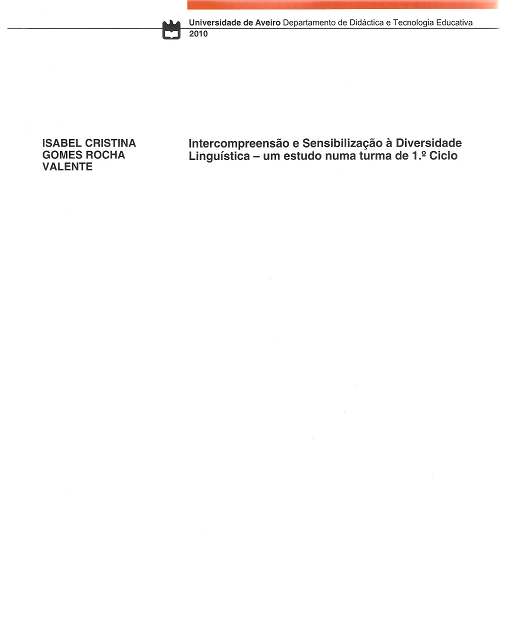 Universidade de Aveiro Departamento de Didáctica e Tecnologia Educativa
2010
ISABEL CRISTINA
GOMES ROCHA
VALENTE
Intercompreensão e Sensibilização à Diversidade
Linguística – um estudo numa turma de 1.º Ciclo